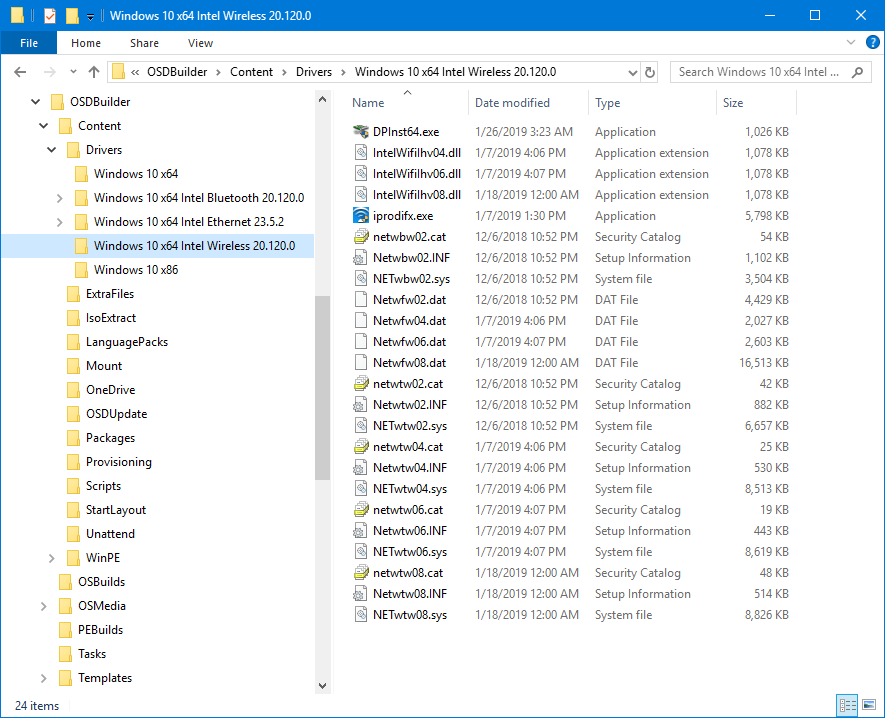 Windows 10 x64 Intel Wireless 20.120.0
File Home Share View
« OSDBuilder > Content > Drivers > Windows 10 x64 Intel Wireless 20.120.0
Search Windows 10 x64 Intel ...
OSDBuilder
Content
Drivers
Windows 10 x64
Windows 10 x64 Intel Bluetooth 20.120.0
Windows 10 x64 Intel Ethernet 23.5.2
Windows 10 x64 Intel Wireless 20.120.0
Windows 10 x86
ExtraFiles
IsoExtract
LanguagePacks
Mount
OneDrive
OSDUpdate
Packages
Provisioning
Scripts
StartLayout
Unattend
WinPE
OSBuilds
OSMedia
PEBuilds
Tasks
Templates
Name Date modified Type Size
DPInst64.exe 1/26/2019 3:23 AM Application 1,026 KB
IntelWifiIhv04.dll 1/7/2019 4:06 PM Application extension 1,078 KB
IntelWifiIhv06.dll 1/7/2019 4:07 PM Application extension 1,078 KB
IntelWifiIhv08.dll 1/18/2019 12:00 AM Application extension 1,078 KB
iprodifx.exe 1/7/2019 1:30 PM Application 5,798 KB
netwbw02.cat 12/6/2018 10:52 PM Security Catalog 54 KB
Netwbw02.INF 12/6/2018 10:52 PM Setup Information 1,102 KB
NETwbw02.sys 12/6/2018 10:52 PM System file 3,504 KB
Netwfw02.dat 12/6/2018 10:52 PM DAT File 4,429 KB
Netwfw04.dat 1/7/2019 4:06 PM DAT File 2,027 KB
Netwfw06.dat 1/7/2019 4:07 PM DAT File 2,603 KB
Netwfw08.dat 1/18/2019 12:00 AM DAT File 16,513 KB
netwtw02.cat 12/6/2018 10:52 PM Security Catalog 42 KB
Netwtw02.INF 12/6/2018 10:52 PM Setup Information 882 KB
NETwtw02.sys 12/6/2018 10:52 PM System file 6,657 KB
netwtw04.cat 1/7/2019 4:06 PM Security Catalog 25 KB
Netwtw04.INF 1/7/2019 4:06 PM Setup Information 530 KB
NETwtw04.sys 1/7/2019 4:06 PM System file 8,513 KB
netwtw06.cat 1/7/2019 4:07 PM Security Catalog 19 KB
Netwtw06.INF 1/7/2019 4:07 PM Setup Information 443 KB
NETwtw06.sys 1/7/2019 4:07 PM System file 8,619 KB
netwtw08.cat 1/18/2019 12:00 AM Security Catalog 48 KB
Netwtw08.INF 1/18/2019 12:00 AM Setup Information 514 KB
NETwtw08.sys 1/18/2019 12:00 AM System file 8,826 KB
24 items